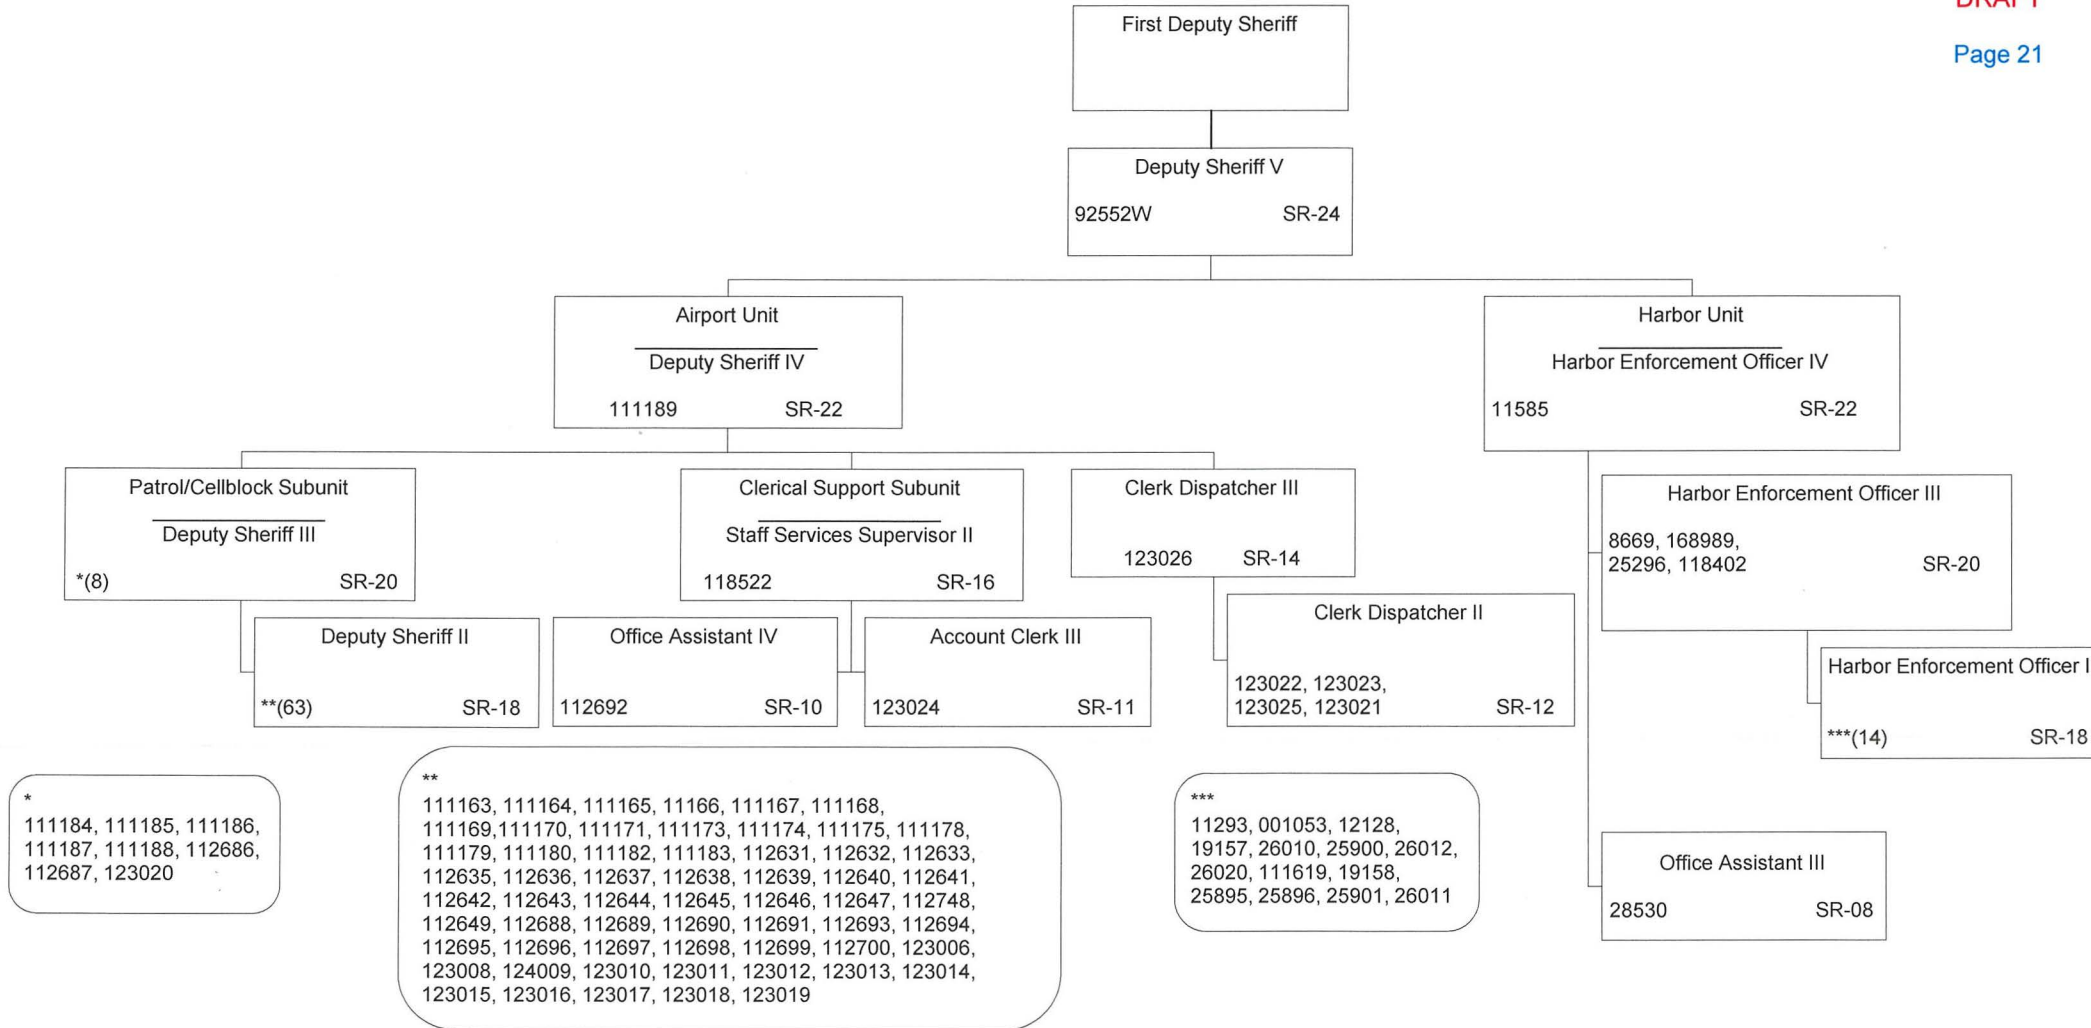 DRAFT
Page 21
First Deputy Sheriff
Deputy Sheriff V
92552W SR-24
Airport Unit
Deputy Sheriff IV
111189 SR-22
Harbor Unit
Harbor Enforcement Officer IV
11585 SR-22
Patrol/Cellblock Subunit
Deputy Sheriff III
*(8) SR-20
Clerical Support Subunit
Staff Services Supervisor II
118522 SR-16
Clerk Dispatcher III
123026 SR-14
Harbor Enforcement Officer III
8669, 168989,
25296, 118402 SR-20
Deputy Sheriff II
**(63) SR-18
Office Assistant IV
112692 SR-10
Account Clerk III
123024 SR-11
Clerk Dispatcher II
123022, 123023,
123025, 123021 SR-12
Harbor Enforcement Officer I
***(14) SR-18
*
111184, 111185, 111186,
111187, 111188, 112686,
112687, 123020
**
111163, 111164, 111165, 11166, 111167, 111168,
111169,111170, 111171, 111173, 111174, 111175, 111178,
111179, 111180, 111182, 111183, 112631, 112632, 112633,
112635, 112636, 112637, 112638, 112639, 112640, 112641,
112642, 112643, 112644, 112645, 112646, 112647, 112748,
112649, 112688, 112689, 112690, 112691, 112693, 112694,
112695, 112696, 112697, 112698, 112699, 112700, 123006,
123008, 124009, 123010, 123011, 123012, 123013, 123014,
123015, 123016, 123017, 123018, 123019
***
11293, 001053, 12128,
19157, 26010, 25900, 26012,
26020, 111619, 19158,
25895, 25896, 25901, 26011
Office Assistant III
28530 SR-08